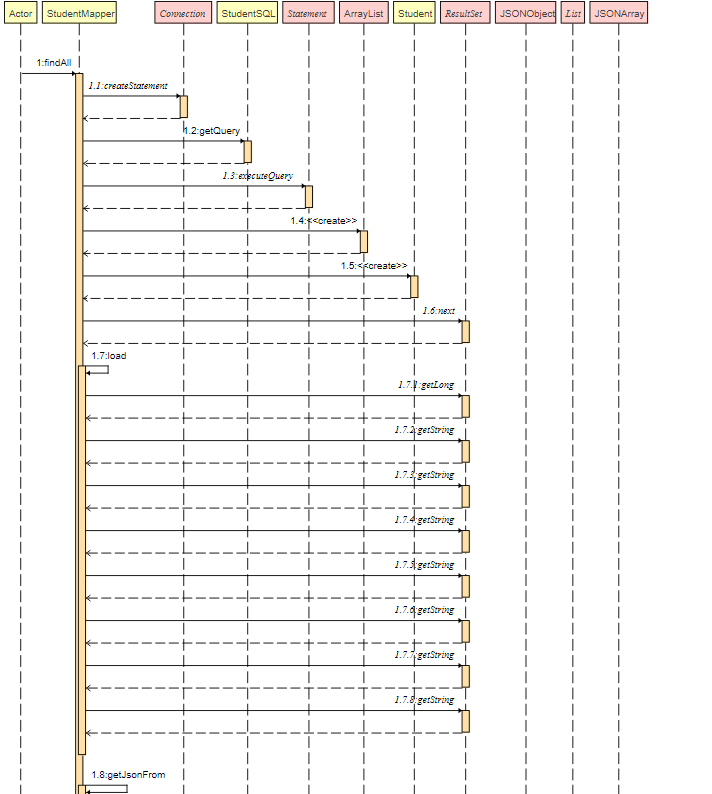 Actor StudentMapper Connection StudentSQL Statement ArrayList Student ResultSet JSONObject List JSONArray
1:findAll
1.1:createStatement
1.2:getQuery
1.3:executeQuery
1.4:<<create>>
1.5:<<create>>
1.6:next
1.7:load
1.7.1:getLong
1.7.2:getString
1.7.3:getString
1.7.4:getString
1.7.5:getString
1.7.6:getString
1.7.7:getString
1.7.8:getString
1.8:getJsonFrom